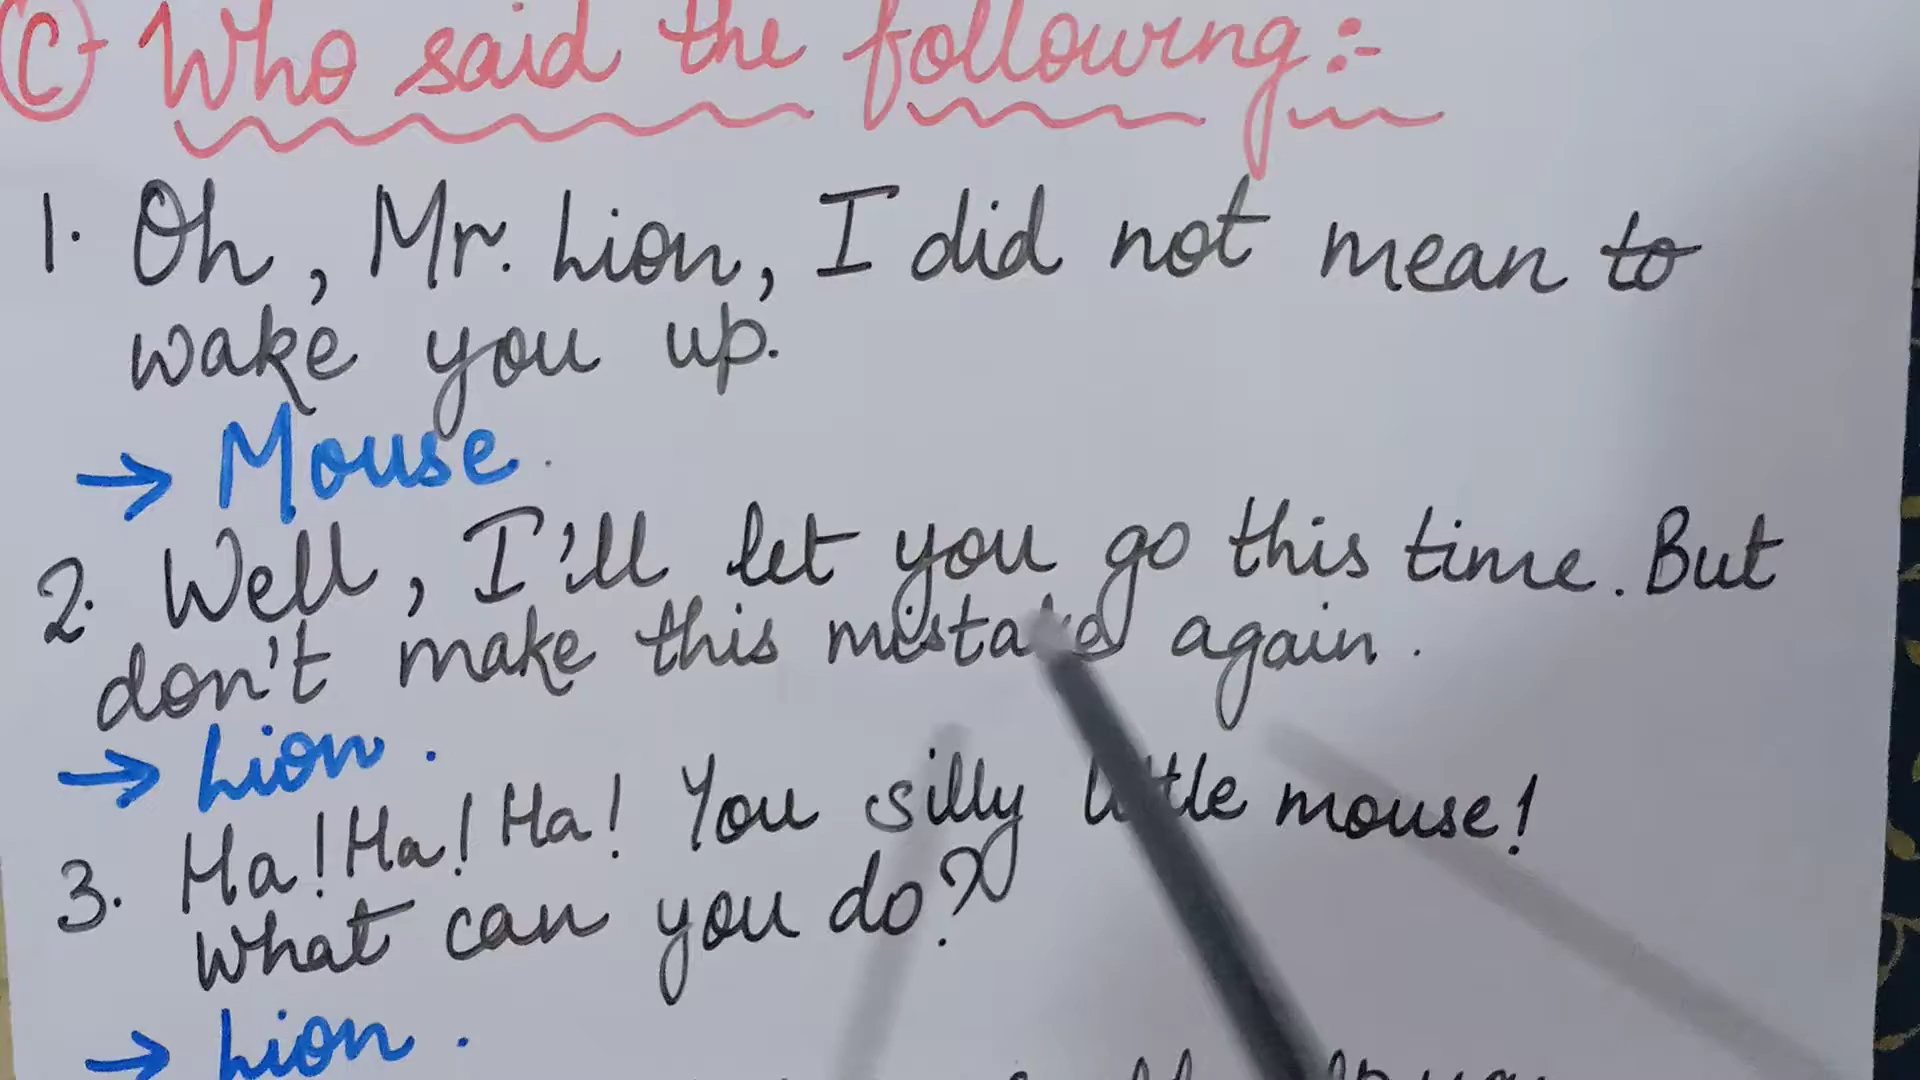 C- Who said the following:-
1. Oh, Mr. Lion, I did not mean to
wake you up.
→ Mouse.
2. Well, I'll let you go this time. But
don't make this mistake again.
→ Lion.
3. Ha! Ha! Ha! You silly little mouse!
What can you do?
→ Lion.